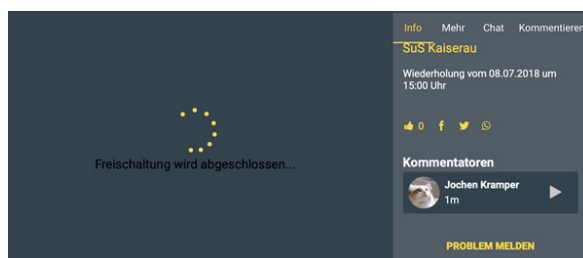 Info Mehr Chat Kommentieren
SuS Kaiserau
Wiederholung vom 08.07.2018 um
15:00 Uhr
0
Freischaltung wird abgeschlossen...
Kommentatoren
Jochen Kramper
1m
PROBLEM MELDEN